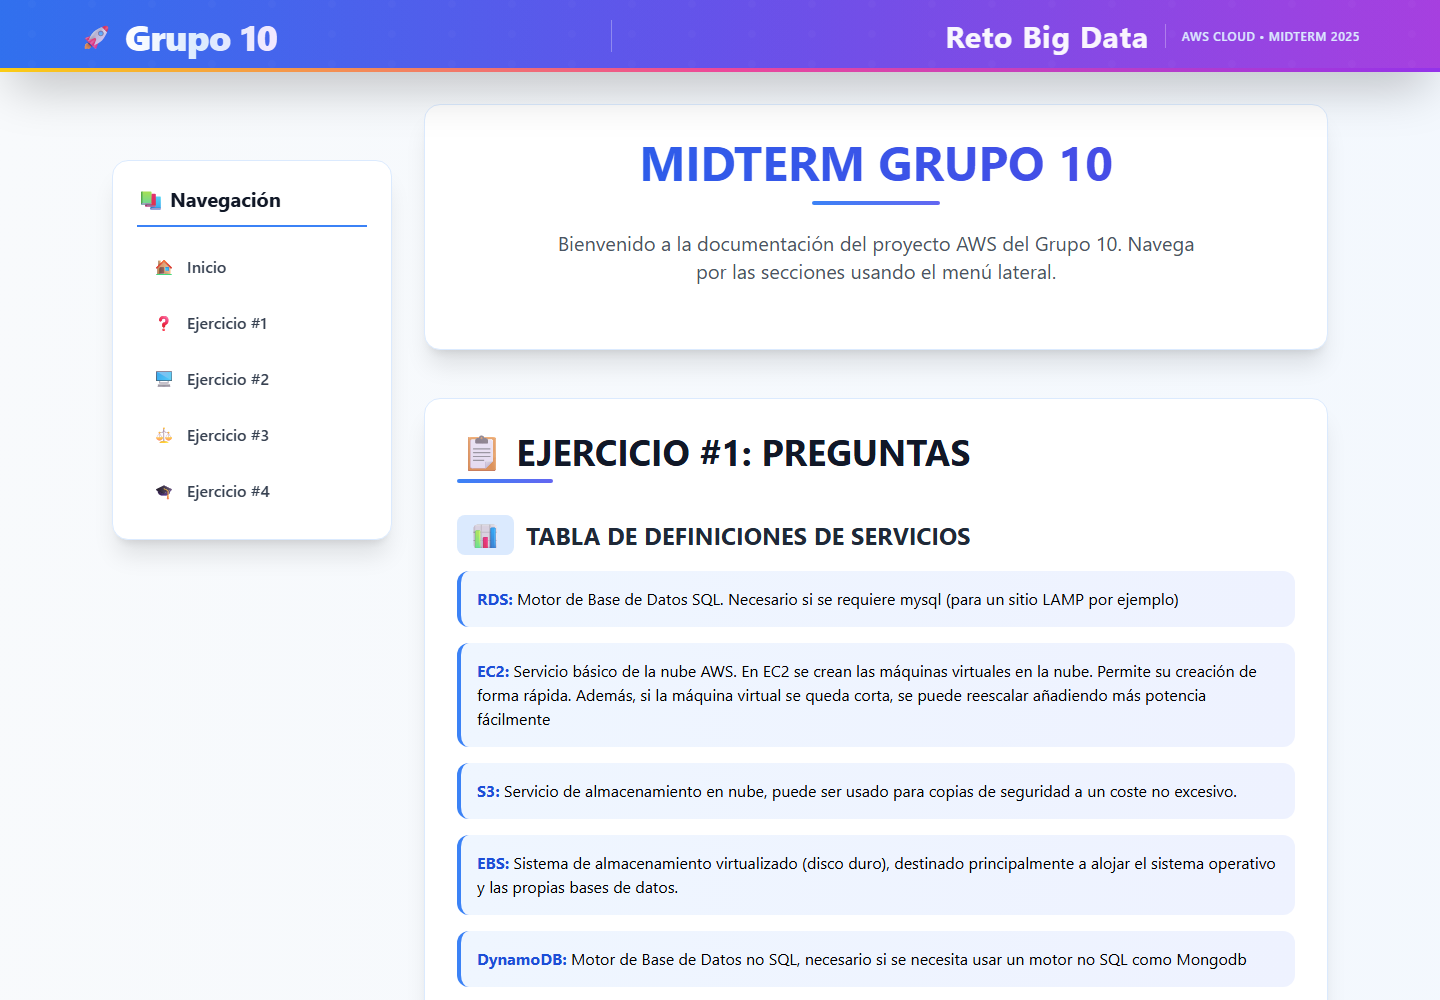 Grupo 10
Reto Big Data
AWS CLOUD • MIDTERM 2025
Navegación
Inicio
Ejercicio #1
Ejercicio #2
Ejercicio #3
Ejercicio #4
MIDTERM GRUPO 10
Bienvenido a la documentación del proyecto AWS del Grupo 10. Navega
por las secciones usando el menú lateral.
EJERCICIO #1: PREGUNTAS
TABLA DE DEFINICIONES DE SERVICIOS
RDS: Motor de Base de Datos SQL. Necesario si se requiere mysql (para un sitio LAMP por ejemplo)
EC2: Servicio básico de la nube AWS. En EC2 se crean las máquinas virtuales en la nube. Permite su creación de
forma rápida. Además, si la máquina virtual se queda corta, se puede reescalar añadiendo más potencia
fácilmente
S3: Servicio de almacenamiento en nube, puede ser usado para copias de seguridad a un coste no excesivo.
EBS: Sistema de almacenamiento virtualizado (disco duro), destinado principalmente a alojar el sistema operativo
y las propias bases de datos.
DynamoDB: Motor de Base de Datos no SQL, necesario si se necesita usar un motor no SQL como Mongodb